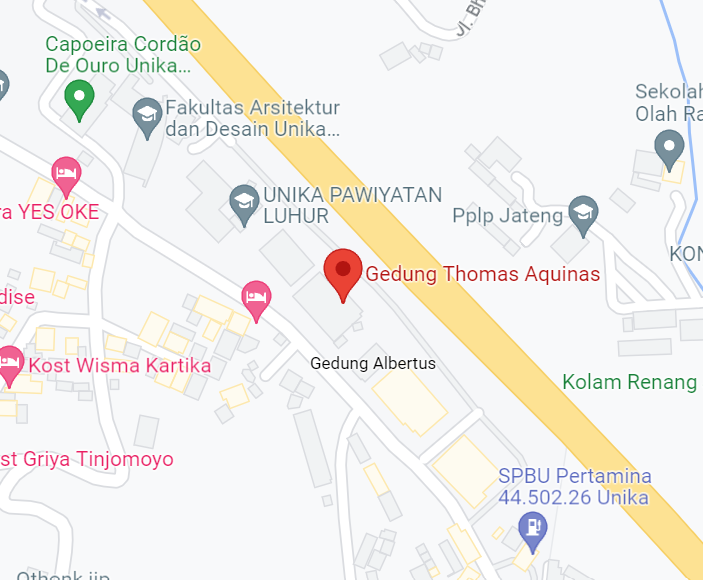 Jl. Bh
Capoeira Cordão
De Ouro Unika...
Sekolah
Olah Ra
Fakultas Arsitektur
dan Desain Unika...
UNIKA PAWIYATAN
LUHUR
ra YES OKE
Pplp Jateng
KON
Gedung Thomas Aquinas
dise
Gedung Albertus
Kost Wisma Kartika
Kolam Renang
st Griya Tinjomoyo
SPBU Pertamina
44.502.26 Unika